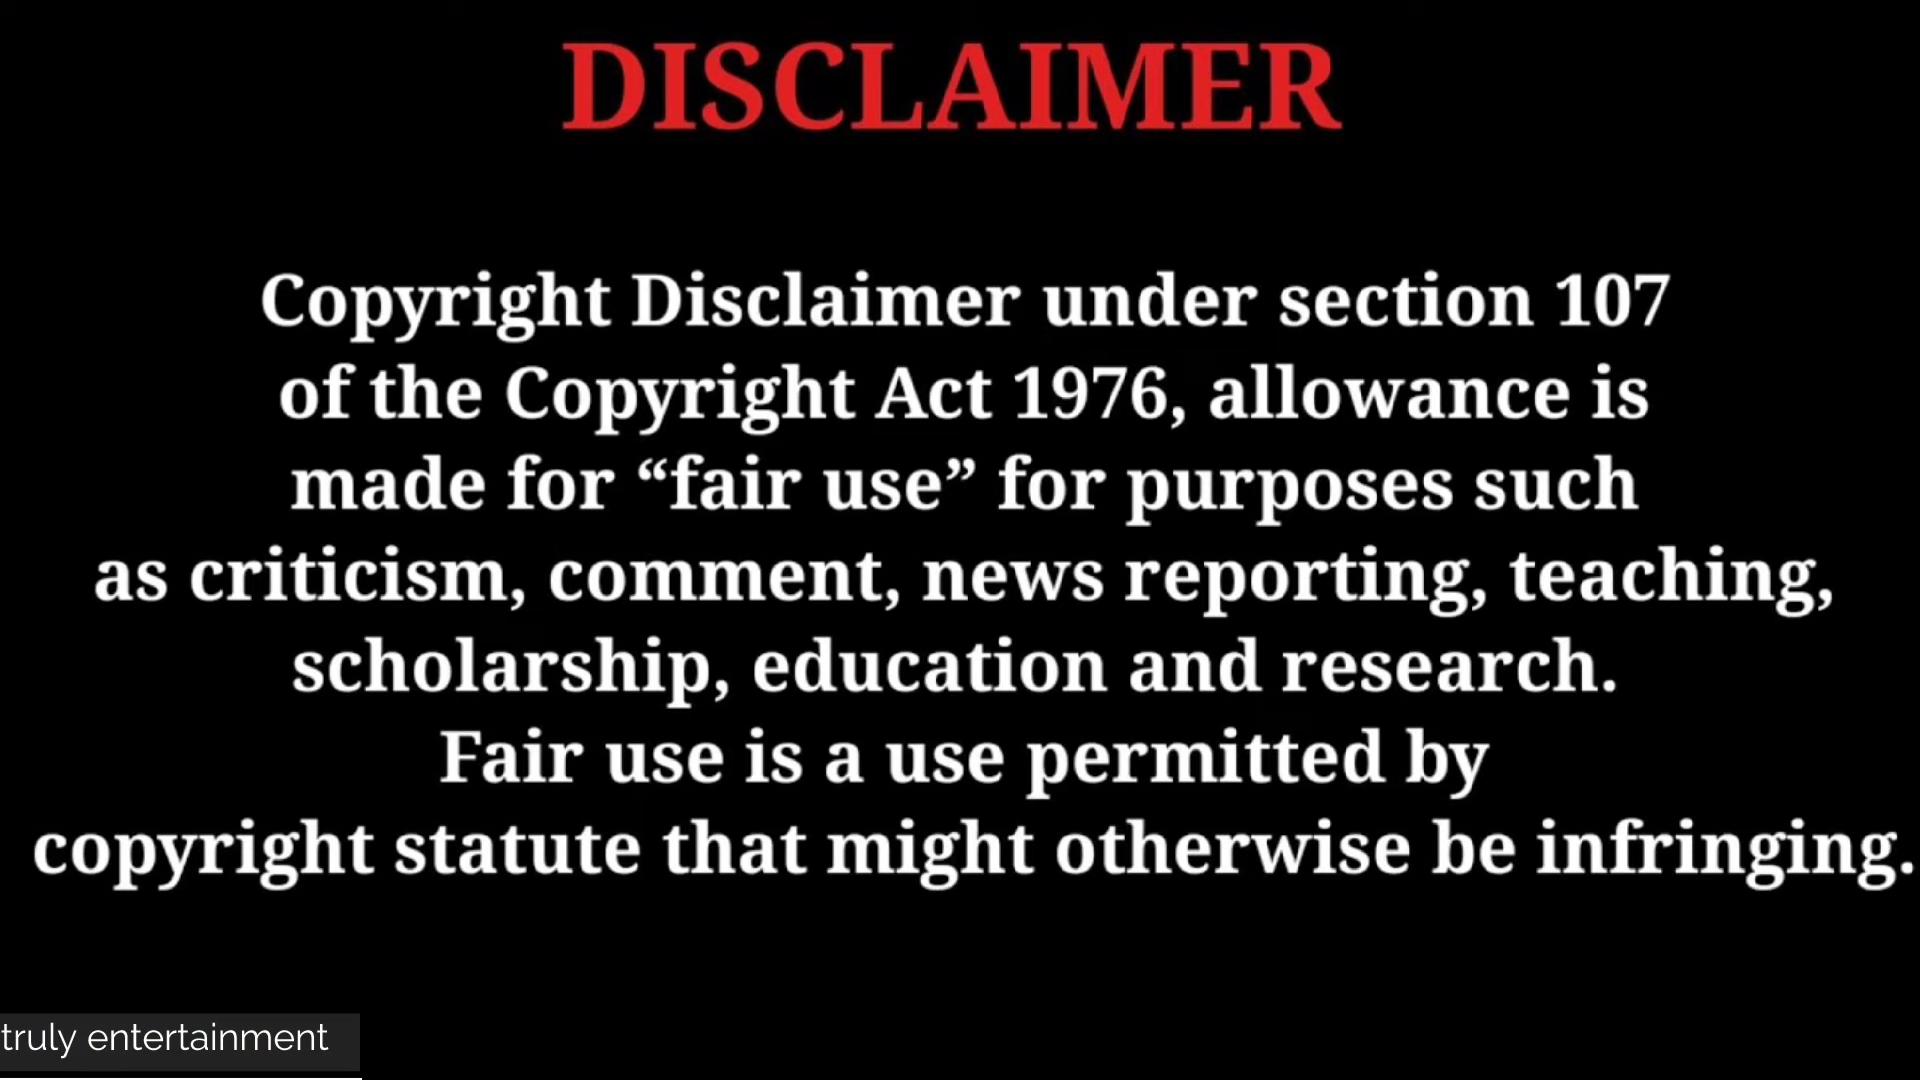 DISCLAIMER
Copyright Disclaimer under section 107
of the Copyright Act 1976, allowance is
made for “fair use” for purposes such
as criticism, comment, news reporting, teaching,
scholarship, education and research.
Fair use is a use permitted by
copyright statute that might otherwise be infringing.
truly entertainment